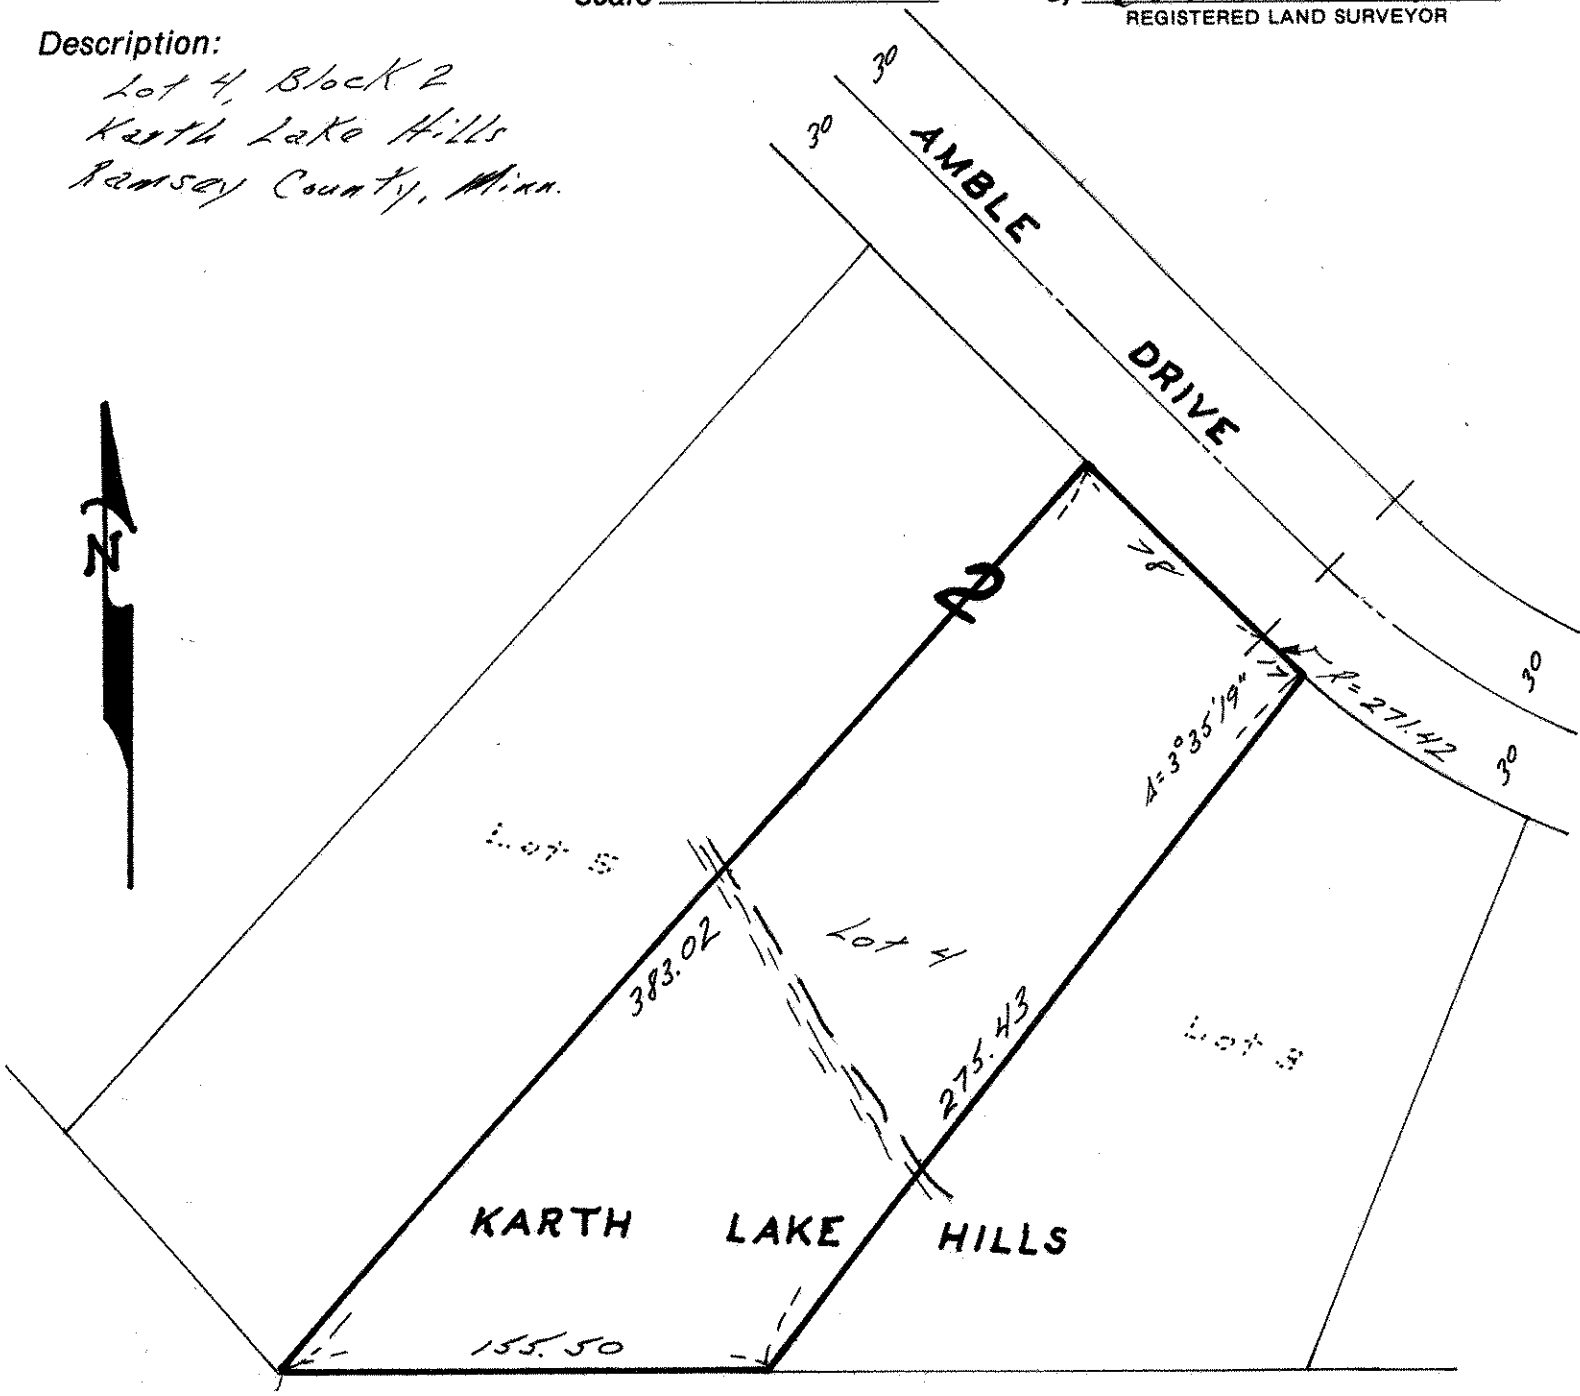 REGISTERED LAND SURVEYOR
Description:
Lot 4, Block 2
Karth Lake Hills
Ramsey County, Minn.
30
30
AMBLE
DRIVE
N
2
78
17
R=271.42
Δ=3°35'19"
30
30
Lot 5
383.02
Lot 4
275.43
Lot 3
KARTH LAKE HILLS
155.50